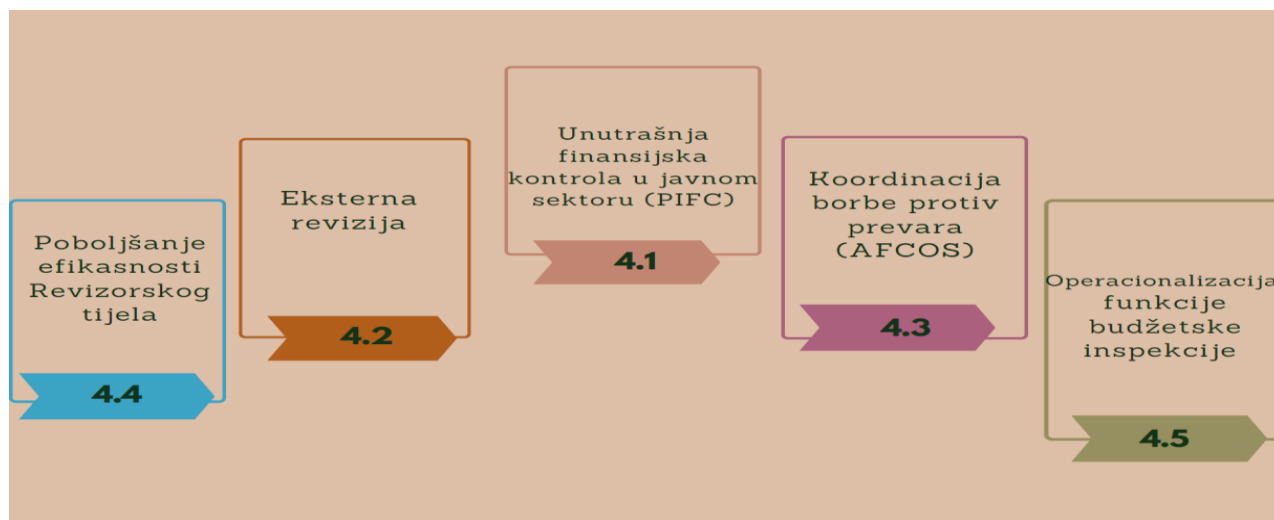 Poboljšanje
efikasnosti
Revizorskog
tijela
4.4
Eksterna
revizija
4.2
Unutrašnja
finansijska
kontrola u javnom
sektoru (PIFC)
4.1
Koordinacija
borbe protiv
prevara
(AFCOS)
4.3
Operacionalizacija
funkcije
budžetske
inspekcije
4.5